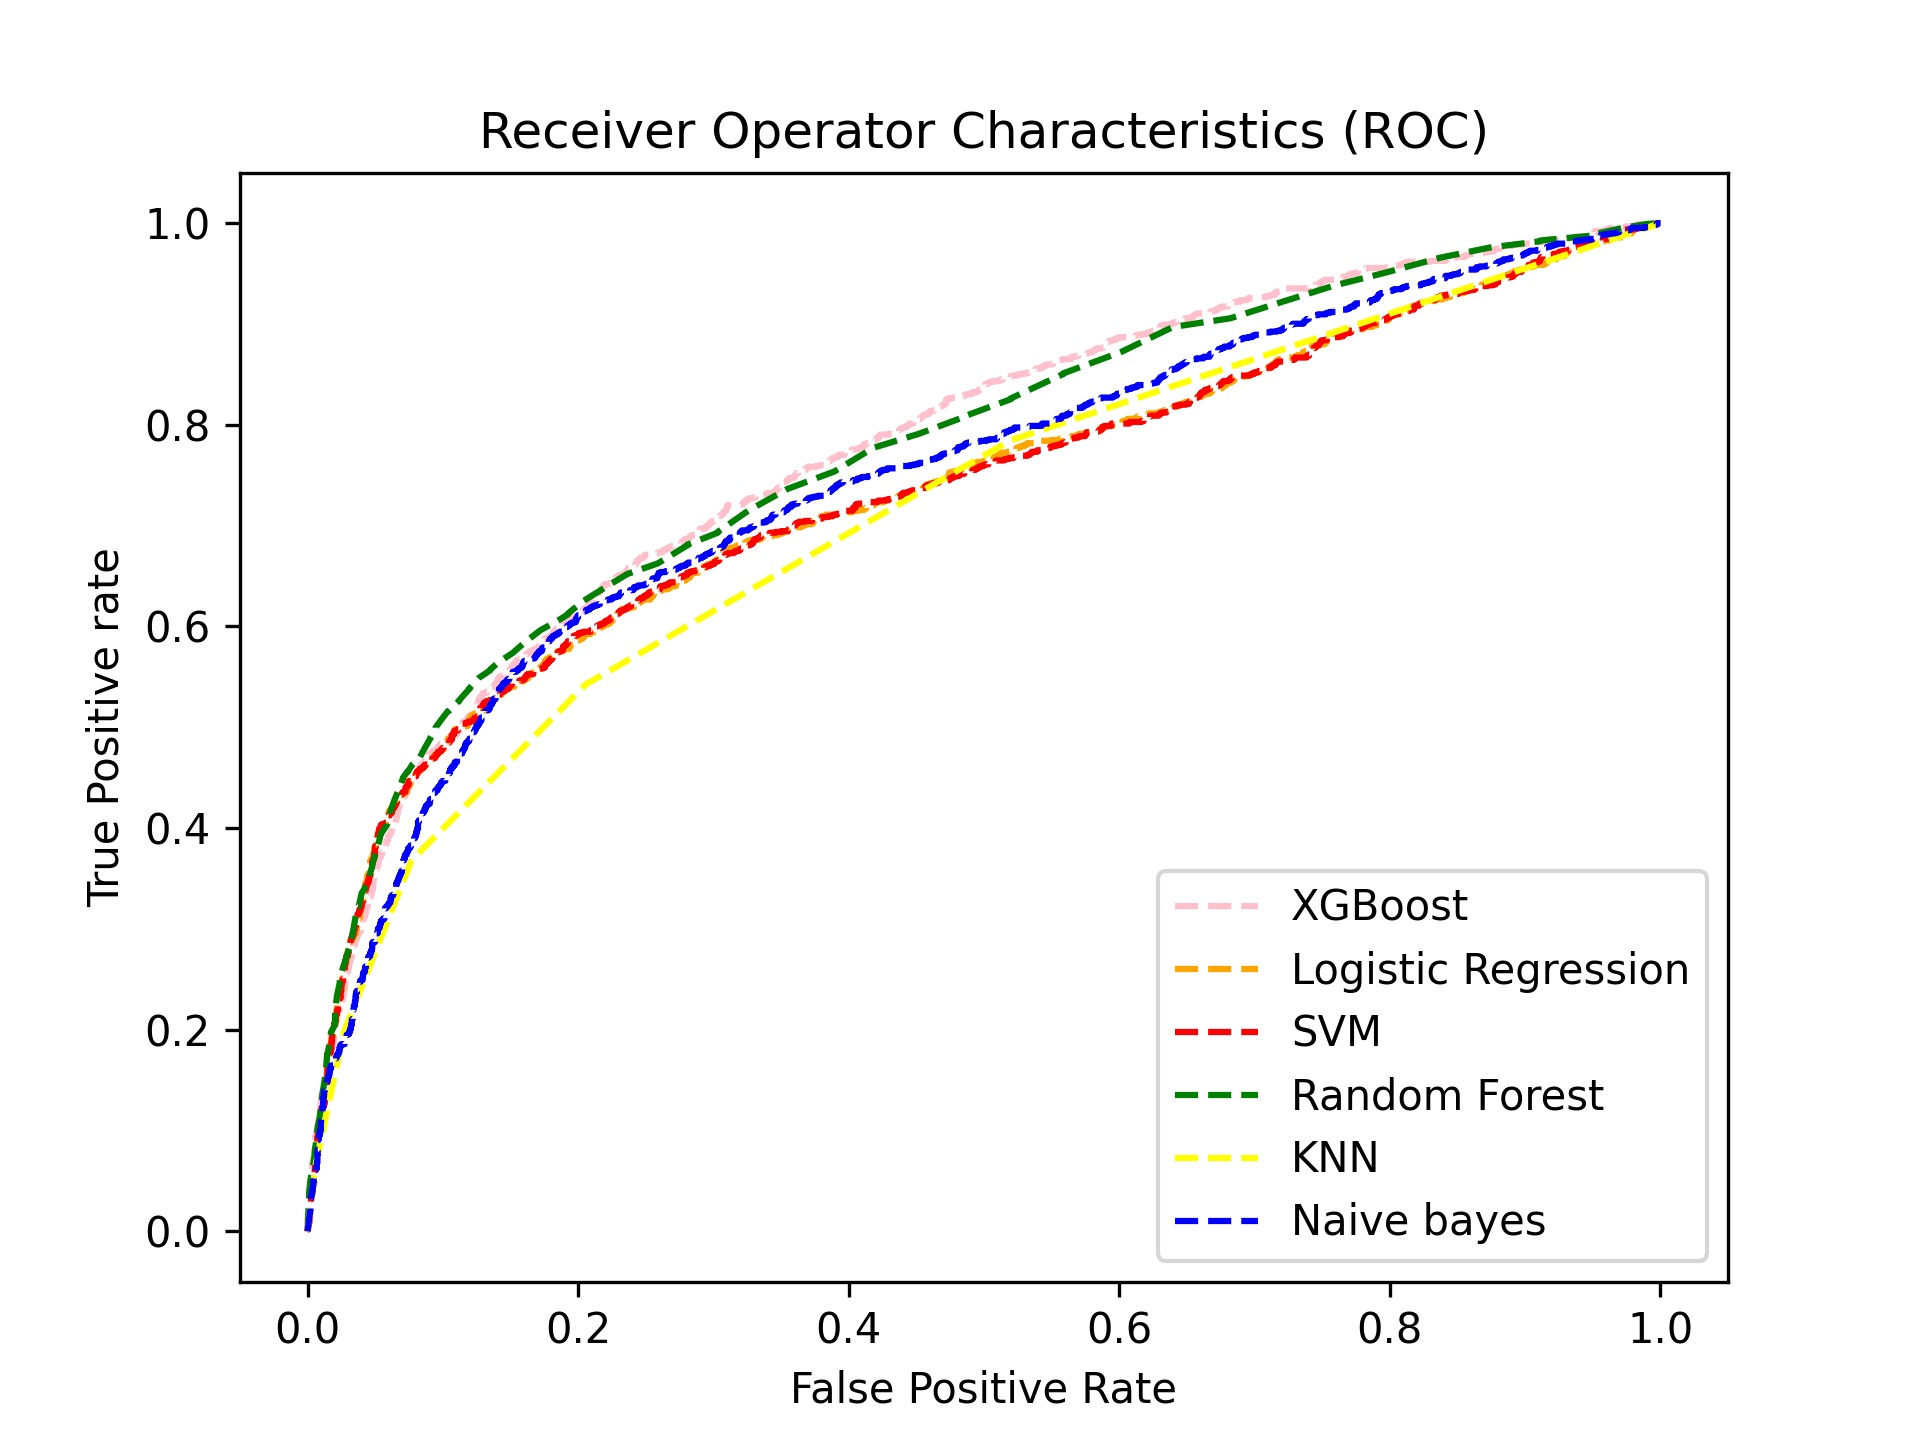 Receiver Operator Characteristics (ROC)
True Positive rate
1.0
0.8
0.6
0.4
0.2
0.0
XGBoost
Logistic Regression
SVM
Random Forest
KNN
Naive bayes
0.0 0.2 0.4 0.6 0.8 1.0
False Positive Rate